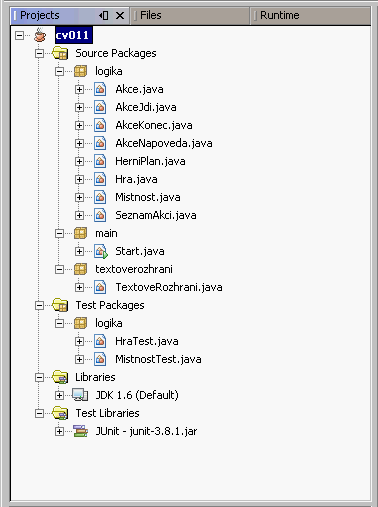 Projects Files Runtime
cv011
Source Packages
logika
Akce.java
AkceJdi.java
AkceKonec.java
AkceNapoveda.java
HerniPlan.java
Hra.java
Mistnost.java
SeznamAkci.java
main
Start.java
textoverozhrani
TextoveRozhrani.java
Test Packages
logika
HraTest.java
MistnostTest.java
Libraries
JDK 1.6 (Default)
Test Libraries
JUnit - junit-3.8.1.jar